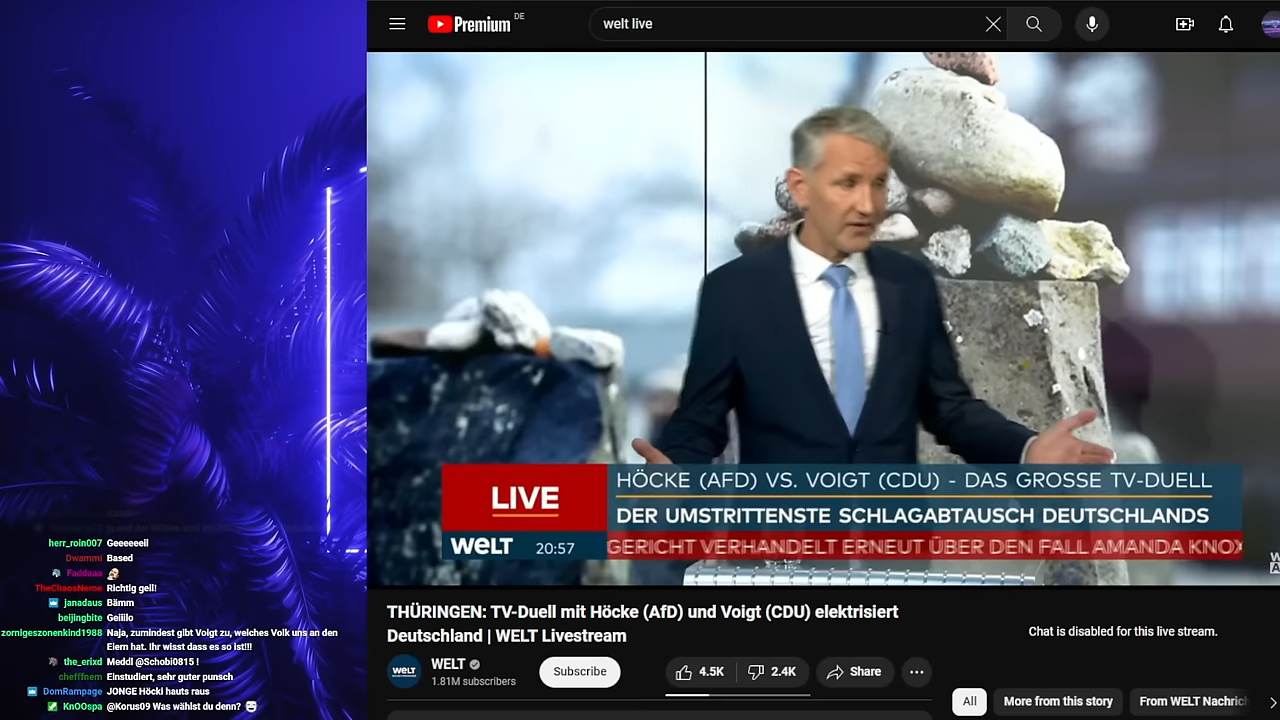 Premium DE
welt live
HÖCKE (AFD) VS. VOIGT (CDU) - DAS GROSSE TV-DUELL
LIVE
DER UMSTRITTENSTE SCHLAGABTAUSCH DEUTSCHLANDS
WELT 20:57
GERICHT VERHANDELT ERNEUT ÜBER DEN FALL AMANDA KNOX
herr_roin007 Geeeeeeil
Dwammi Based
Faddaaa
TheChaosNeroe Richtig geil!
janadaus Bämm
beijingbite Geiiilo
zornigeszonenkind1988 Naja, zumindest gibt Volgt zu, welches Volk uns an den
Eiern hat. Ihr wisst dass es so ist!!!
the_erixd Meddl @Schobi0815 !
chefffnem Einstudiert, sehr guter punsch
DomRampage JONGE Höcki hauts raus
KnOOspa @Korus09 Was wählst du denn?
THÜRINGEN: TV-Duell mit Höcke (AfD) und Voigt (CDU) elektrisiert
Deutschland | WELT Livestream
Chat is disabled for this live stream.
welt
WELT
1.81M subscribers
Subscribe
4.5K
2.4K
Share
All
More from this story
From WELT Nachric